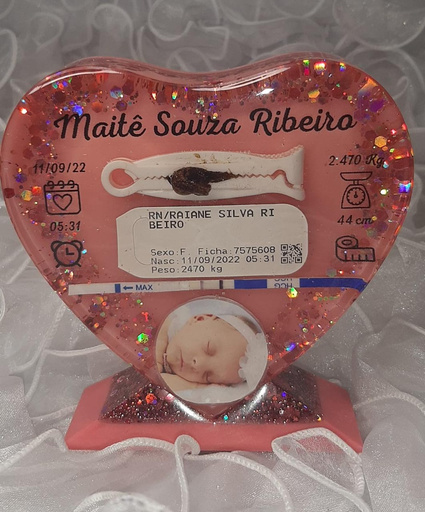 Maitê Souza Ribeiro
11/09/22
2.470 Kg
05:31
44 cm
RN/RAIANE SILVA RI
BEIRO
Sexo:F Ficha:7575608
Nasc:11/09/2022 05:31
Peso:2470 kg
← MAX
HCG